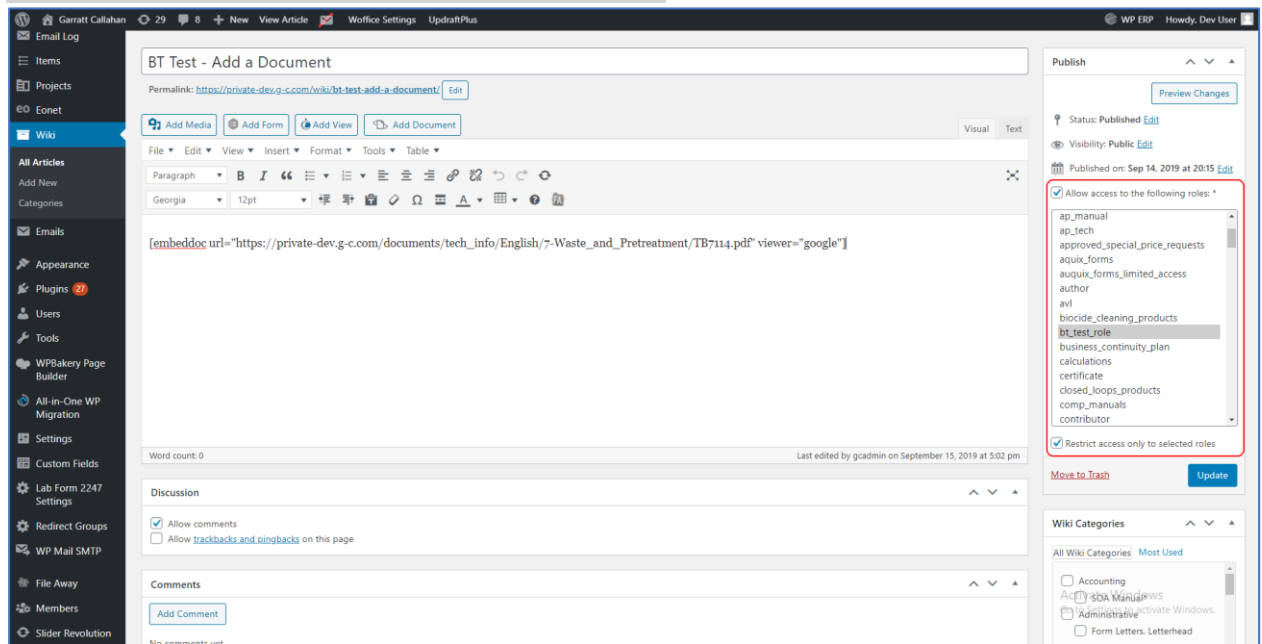 Garratt Callahan 29 8 + New View Article Woffice Settings UpdraftPlus WP ERP Howdy, Dev User
Email Log
Items
Projects
eo Eonet
Wiki
All Articles
Add New
Categories
Emails
Appearance
Plugins 27
Users
Tools
WPBakery Page
Builder
All-in-One WP
Migration
Settings
Custom Fields
Lab Form 2247
Settings
Redirect Groups
WP Mail SMTP
File Away
Members
Slider Revolution
BT Test - Add a Document
Permalink: https://private-dev.g-c.com/wiki/bt-test-add-a-document/ Edit
Add Media Add Form Add View Add Document
Visual Text
File Edit View Insert Format Tools Table
Paragraph B I
Georgia 12pt Ω A
[embeddoc url="https://private-dev.g-c.com/documents/tech_info/English/7-Waste_and_Pretreatment/TB7114.pdf" viewer="google"]
Word count: 0 Last edited by gcadmin on September 15, 2019 at 5:02 pm
Discussion
Allow comments
Allow trackbacks and pingbacks on this page
Comments
Add Comment
No comments yet
Publish
Preview Changes
Status: Published Edit
Visibility: Public Edit
Published on: Sep 14, 2019 at 20:15 Edit
Allow access to the following roles: *
ap_manual
ap_tech
approved_special_price_requests
aquix_forms
auquix_forms_limited_access
author
avl
biocide_cleaning_products
bt_test_role
business_continuity_plan
calculations
certificate
closed_loops_products
comp_manuals
contributor
Restrict access only to selected roles
Move to Trash Update
Wiki Categories
All Wiki Categories Most Used
Accounting
SOA Manual
Administrative
Form Letters, Letterhead
Activate Windows
Go to Settings to activate Windows.